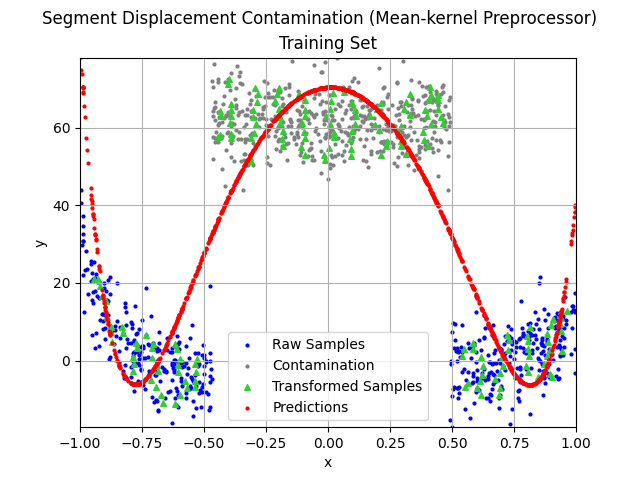 Segment Displacement Contamination (Mean-kernel Preprocessor)
Training Set
y
60
40
20
0
Raw Samples
Contamination
Transformed Samples
Predictions
−1.00 −0.75 −0.50 −0.25 0.00 0.25 0.50 0.75 1.00
x